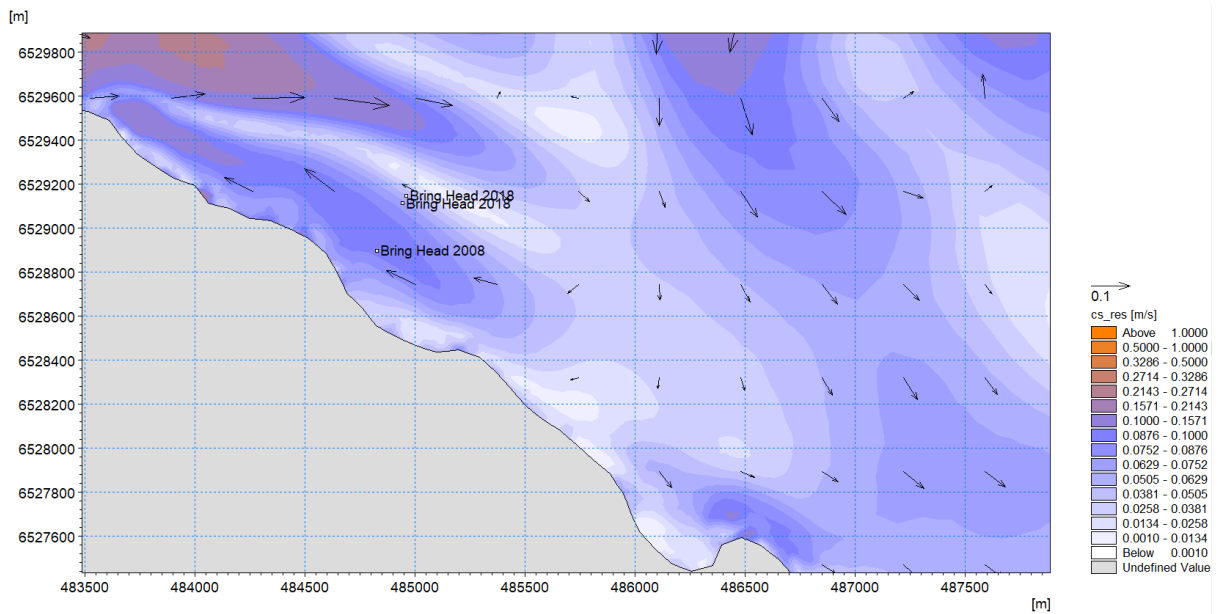 [m]
6529800
6529600
6529400
6529200
6529000
6528800
6528600
6528400
6528200
6528000
6527800
6527600
Bring Head 2018
Bring Head 2018
Bring Head 2008
483500 484000 484500 485000 485500 486000 486500 487000 487500
[m]
0.1
cs_res [m/s]
Above 1.0000
0.5000 - 1.0000
0.3286 - 0.5000
0.2714 - 0.3286
0.2143 - 0.2714
0.1571 - 0.2143
0.1000 - 0.1571
0.0876 - 0.1000
0.0752 - 0.0876
0.0629 - 0.0752
0.0505 - 0.0629
0.0381 - 0.0505
0.0258 - 0.0381
0.0134 - 0.0258
0.0010 - 0.0134
Below 0.0010
Undefined Value